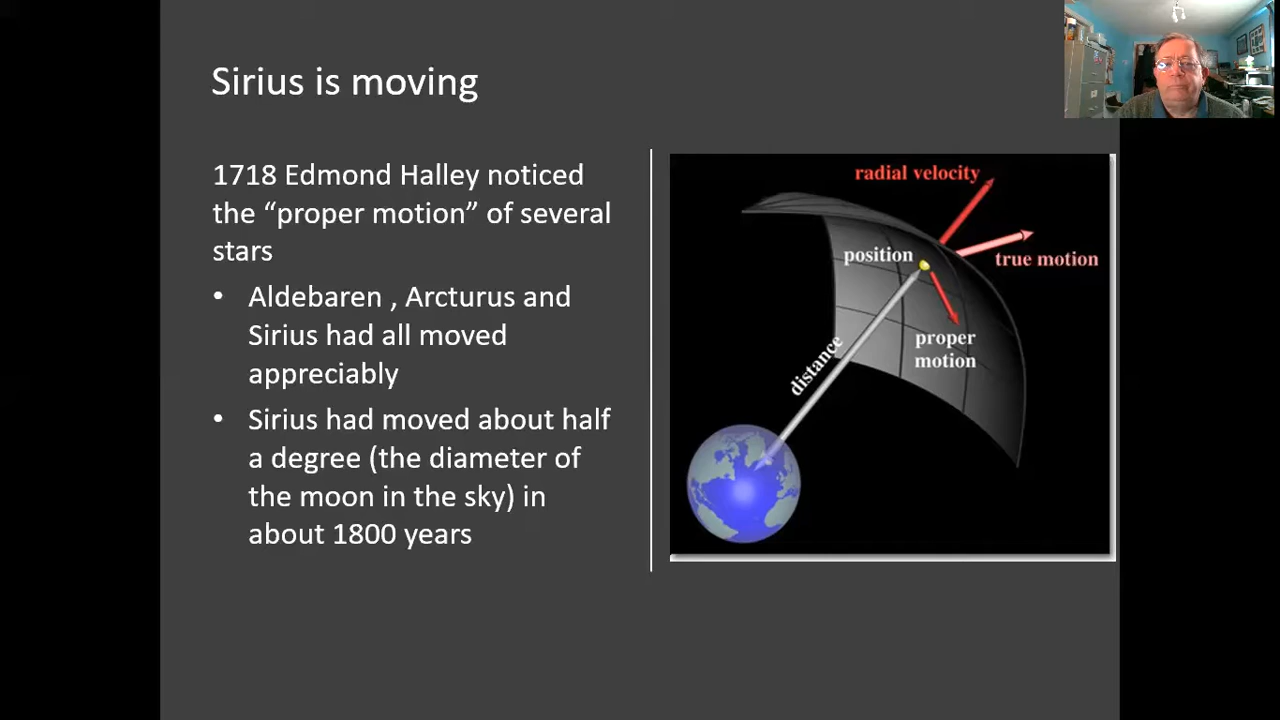 Sirius is moving
1718 Edmond Halley noticed
the “proper motion” of several
stars
• Aldebaren , Arcturus and
Sirius had all moved
appreciably
• Sirius had moved about half
a degree (the diameter of
the moon in the sky) in
about 1800 years
radial velocity
true motion
position
proper
motion
distance